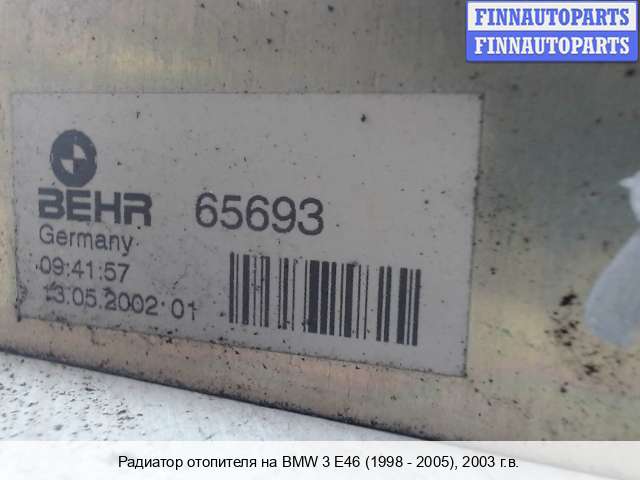 FINNAUTOPARTS
FINNAUTOPARTS
BEHR 65693
Germany
09:41:57
13.05.2002 01
Радиатор отопителя на BMW 3 E46 (1998 - 2005), 2003 г.в.